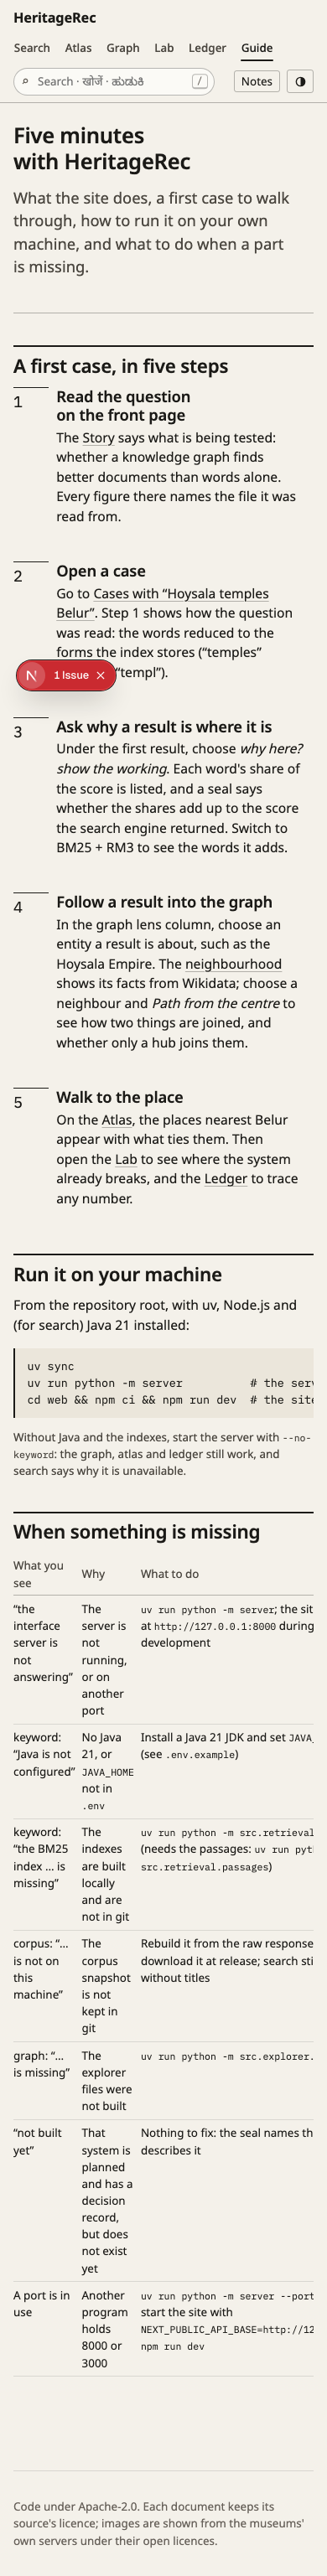 HeritageRec
Search Atlas Graph Lab Ledger Guide
Search · खोजें · ಹುಡುಕಿ / Notes
Five minutes
with HeritageRec
What the site does, a first case to walk
through, how to run it on your own
machine, and what to do when a part
is missing.
A first case, in five steps
1
Read the question
on the front page
The Story says what is being tested:
whether a knowledge graph finds
better documents than words alone.
Every figure there names the file it was
read from.
2
Open a case
Go to Cases with “Hoysala temples
Belur”. Step 1 shows how the question
was read: the words reduced to the
forms the index stores (“temples”
“templ”).
N 1 Issue ×
3
Ask why a result is where it is
Under the first result, choose why here?
show the working. Each word's share of
the score is listed, and a seal says
whether the shares add up to the score
the search engine returned. Switch to
BM25 + RM3 to see the words it adds.
4
Follow a result into the graph
In the graph lens column, choose an
entity a result is about, such as the
Hoysala Empire. The neighbourhood
shows its facts from Wikidata; choose a
neighbour and Path from the centre to
see how two things are joined, and
whether only a hub joins them.
5
Walk to the place
On the Atlas, the places nearest Belur
appear with what ties them. Then
open the Lab to see where the system
already breaks, and the Ledger to trace
any number.
Run it on your machine
From the repository root, with uv, Node.js and
(for search) Java 21 installed:
uv sync
uv run python -m server # the serv
cd web && npm ci && npm run dev # the site
Without Java and the indexes, start the server with --no-
keyword: the graph, atlas and ledger still work, and
search says why it is unavailable.
When something is missing
What you
see
Why
What to do
“the
interface
server is
not
answering”
The
server is
not
running,
or on
another
port
uv run python -m server; the sit
at http://127.0.0.1:8000 during
development
keyword:
“Java is not
configured”
No Java
21, or
JAVA_HOME
not in
.env
Install a Java 21 JDK and set JAVA_
(see .env.example)
keyword:
“the BM25
index … is
missing”
The
indexes
are built
locally
and are
not in git
uv run python -m src.retrieval
(needs the passages: uv run pyt
src.retrieval.passages)
corpus: “…
is not on
this
machine”
The
corpus
snapshot
is not
kept in
git
Rebuild it from the raw response
download it at release; search sti
without titles
graph: “…
is missing”
The
explorer
files were
not built
uv run python -m src.explorer.
“not built
yet”
That
system is
planned
and has a
decision
record,
but does
not exist
yet
Nothing to fix: the seal names th
describes it
A port is in
use
Another
program
holds
8000 or
3000
uv run python -m server --port
start the site with
NEXT_PUBLIC_API_BASE=http://12
npm run dev
Code under Apache-2.0. Each document keeps its
source's licence; images are shown from the museums'
own servers under their open licences.